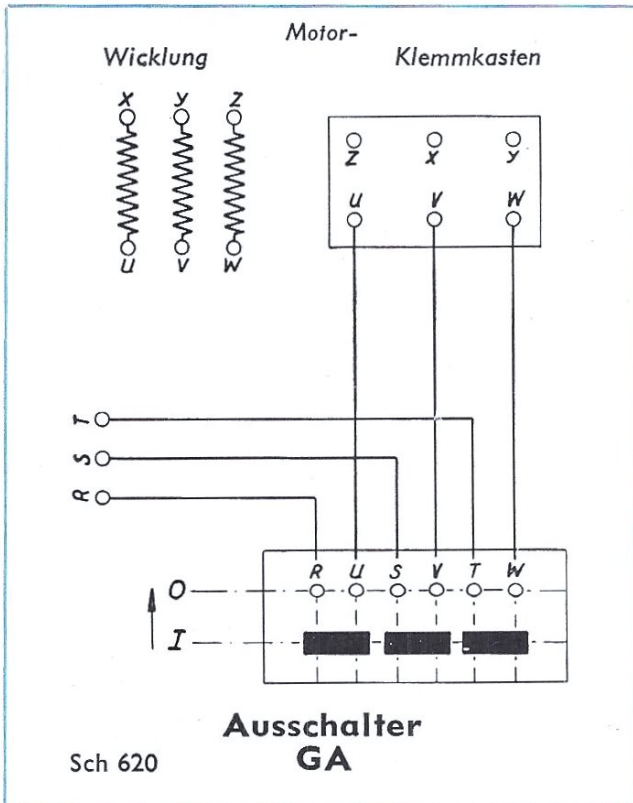 Motor-
Wicklung Klemmkasten
X Y Z
U V W
Z X Y
U V W
T
S
R
R U S V T W
O
I
Ausschalter
GA
Sch 620